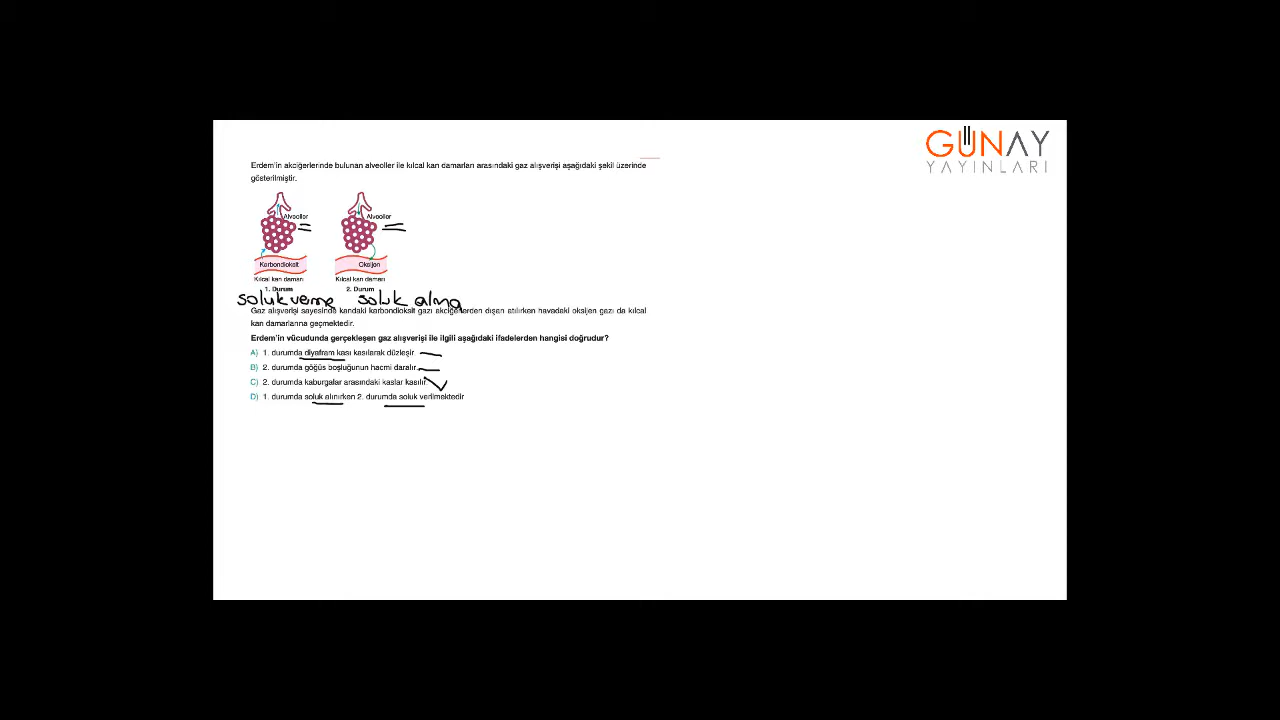 GÜNAY
YAYINLARI
Erdem'in akciğerlerinde bulunan alveoller ile kılcal kan damarları arasındaki gaz alışverişi aşağıdaki şekil üzerinde
gösterilmiştir.
Alveoller Alveoller
Karbondioksit Oksijen
Kılcal kan damarı Kılcal kan damarı
1. Durum 2. Durum
soluk verme soluk alma
Gaz alışverişi sayesinde kandaki karbondioksit gazı akciğerlerden dışarı atılırken havadaki oksijen gazı da kılcal
kan damarlarına geçmektedir.
Erdem'in vücudunda gerçekleşen gaz alışverişi ile ilgili aşağıdaki ifadelerden hangisi doğrudur?
A) 1. durumda diyafram kası kasılarak düzleşir.
B) 2. durumda göğüs boşluğunun hacmi daralır.
C) 2. durumda kaburgalar arasındaki kaslar kasılır.
D) 1. durumda soluk alınırken 2. durumda soluk verilmektedir